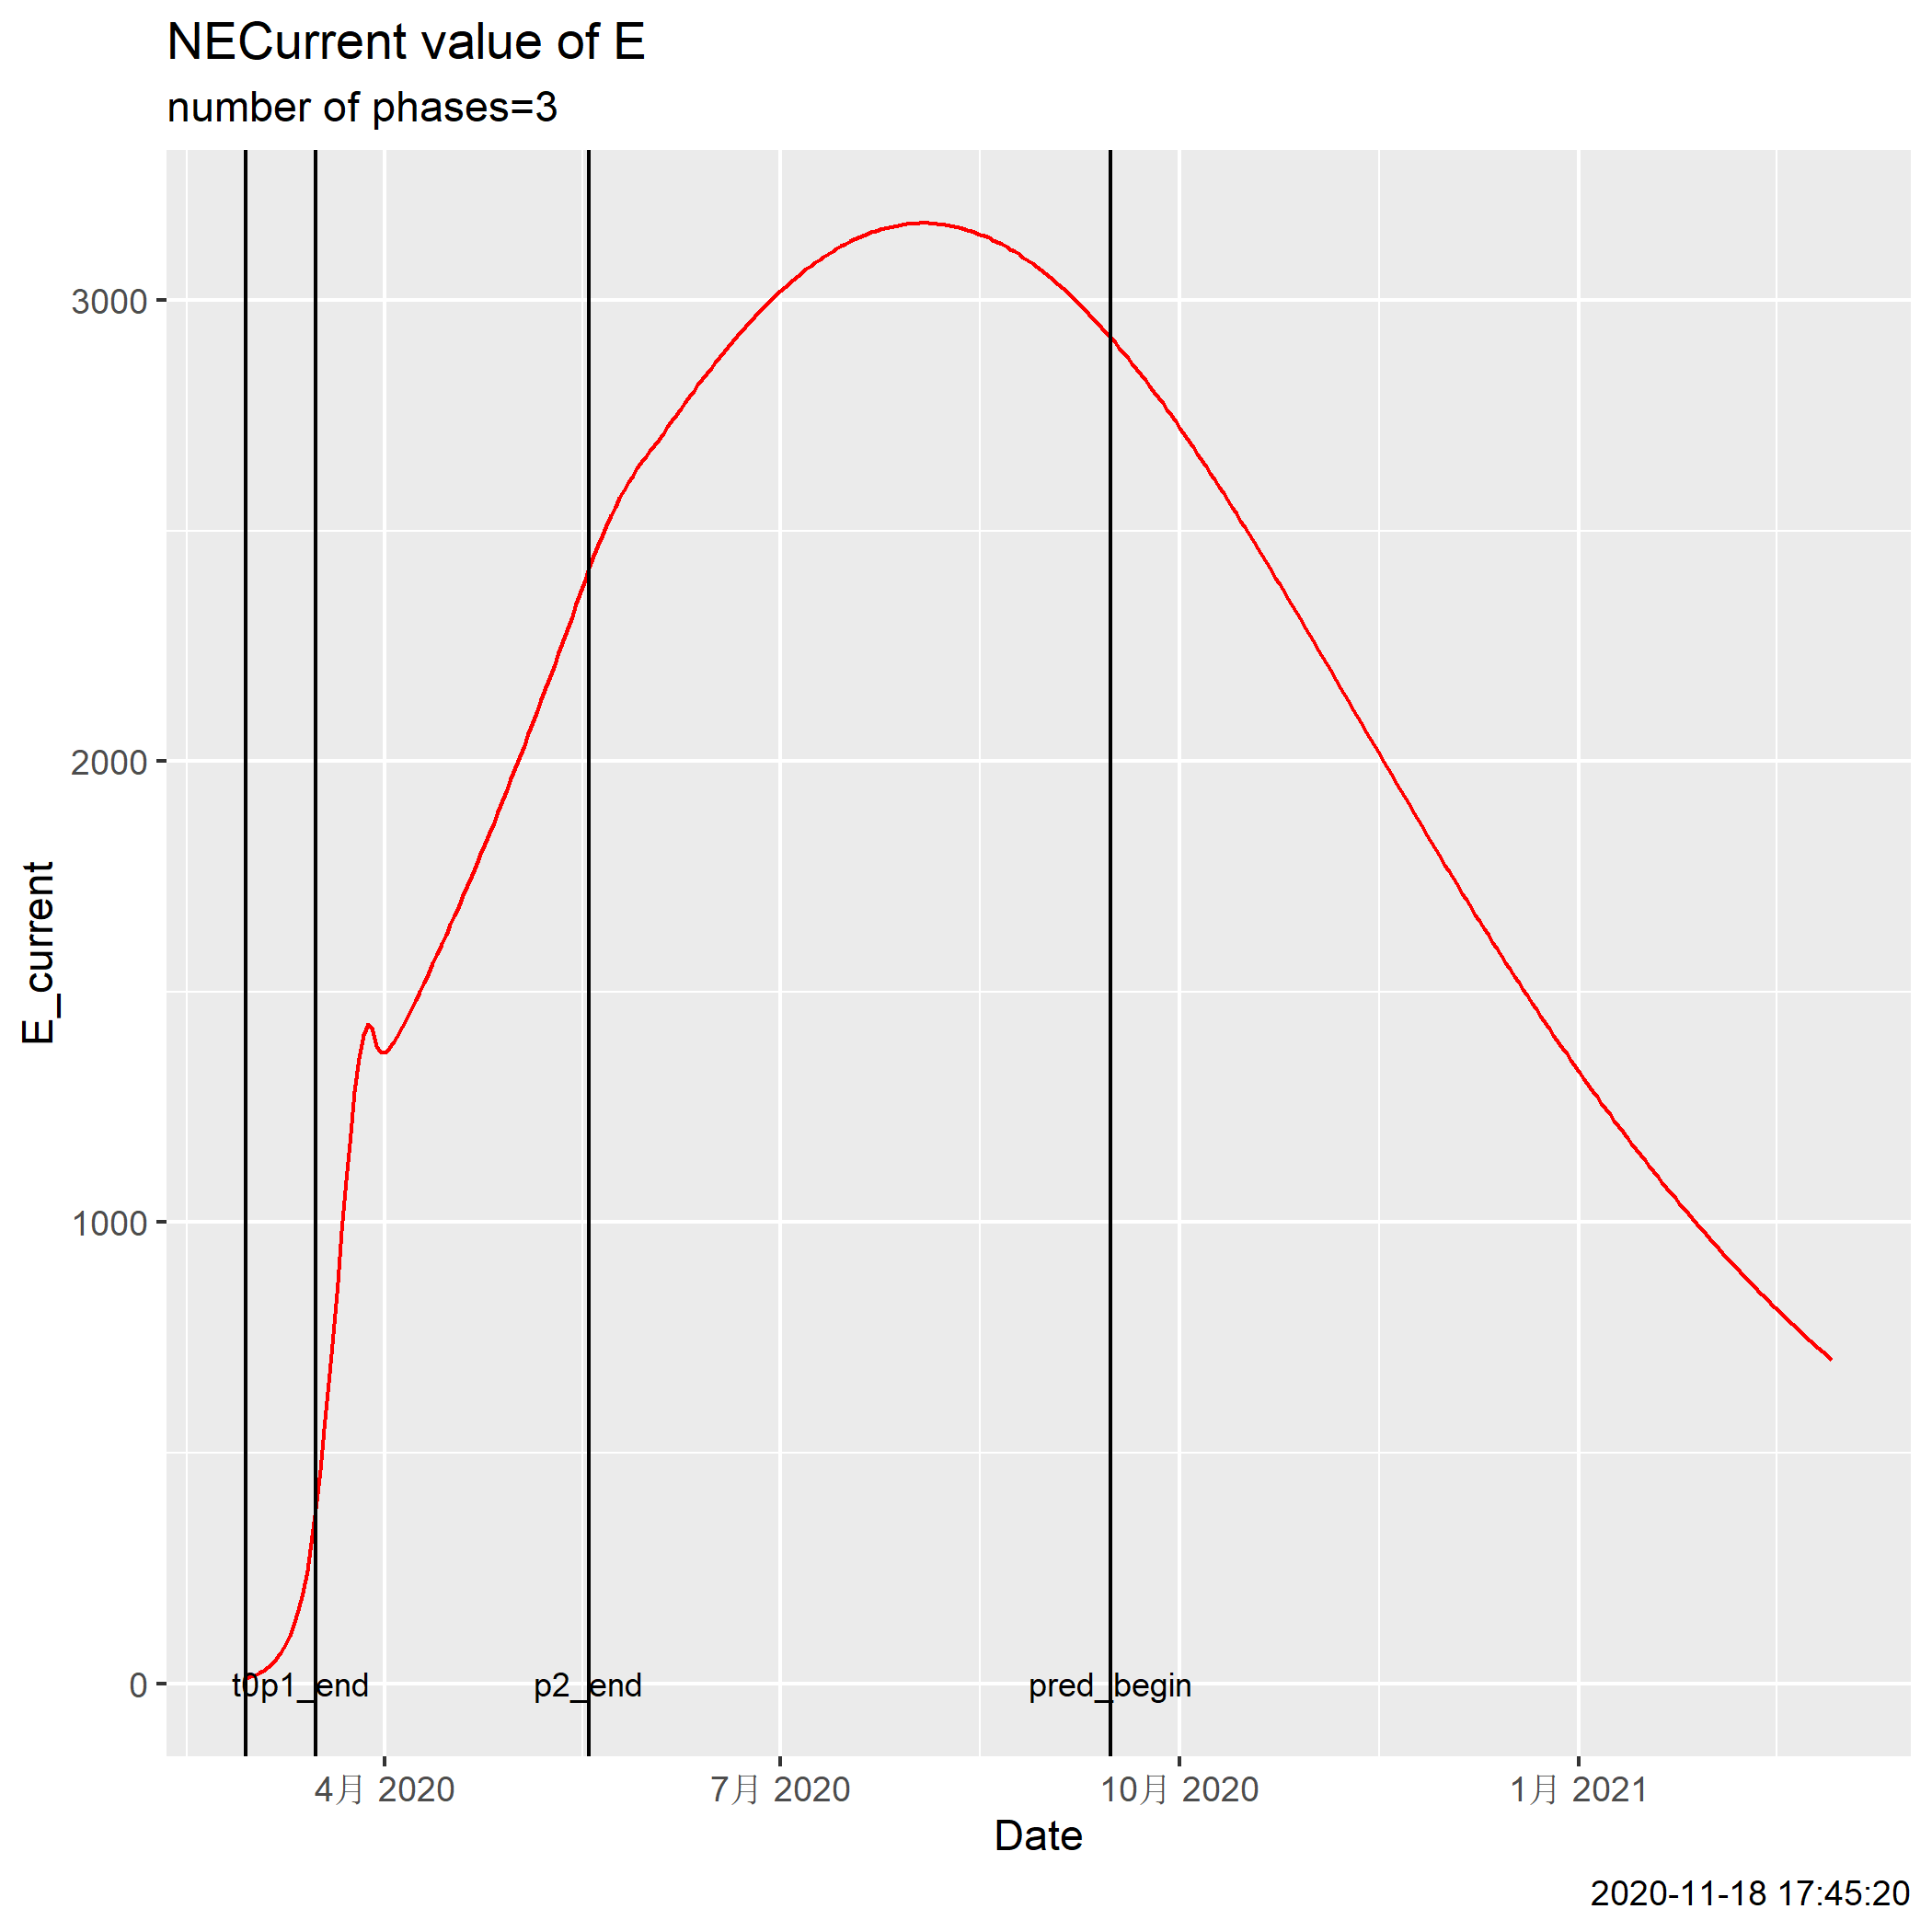 NECurrent value of E
number of phases=3
E_current
3000
2000
1000
0
t0p1_end
p2_end
pred_begin
4月 2020
7月 2020
10月 2020
1月 2021
Date
2020-11-18 17:45:20